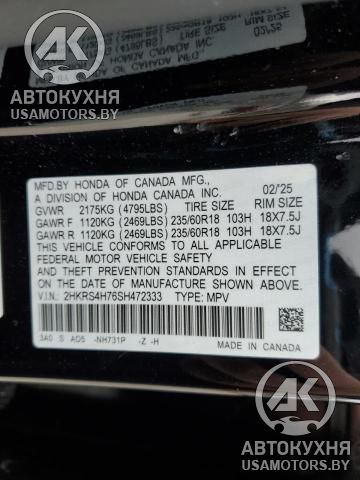 АВТОКУХНЯ
USAMOTORS.BY
MFD.BY HONDA OF CANADA MFG.,
A DIVISION OF HONDA CANADA INC. 02/25
GVWR 2175KG (4795LBS) TIRE SIZE RIM SIZE
GAWR F 1120KG (2469LBS) 235/60R18 103H 18X7.5J
GAWR R 1120KG (2469LBS) 235/60R18 103H 18X7.5J
THIS VEHICLE CONFORMS TO ALL APPLICABLE
FEDERAL MOTOR VEHICLE SAFETY STANDARDS IN
EFFECT ON THE DATE OF MANUFACTURE SHOWN ABOVE.
V.I.N.: 2HKRS4H76SH472333 TYPE: MPV
3A0 S AD5 -NH731P -Z -H MADE IN CANADA
АВТОКУХНЯ
USAMOTORS.BY